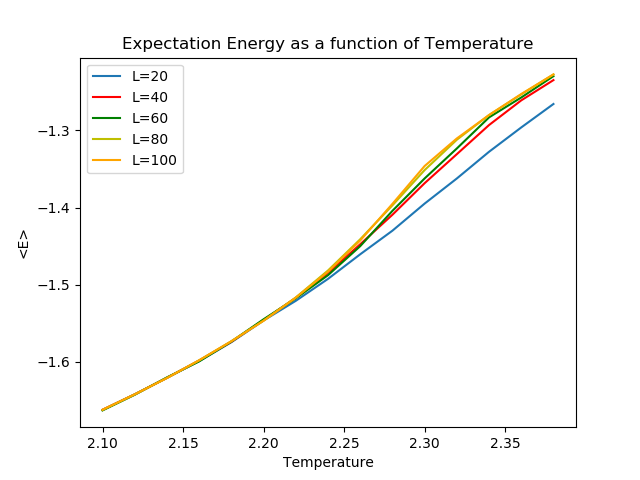 Expectation Energy as a function of Temperature
L=20
L=40
L=60
L=80
L=100
<E>
−1.3
−1.4
−1.5
−1.6
2.10 2.15 2.20 2.25 2.30 2.35
Temperature